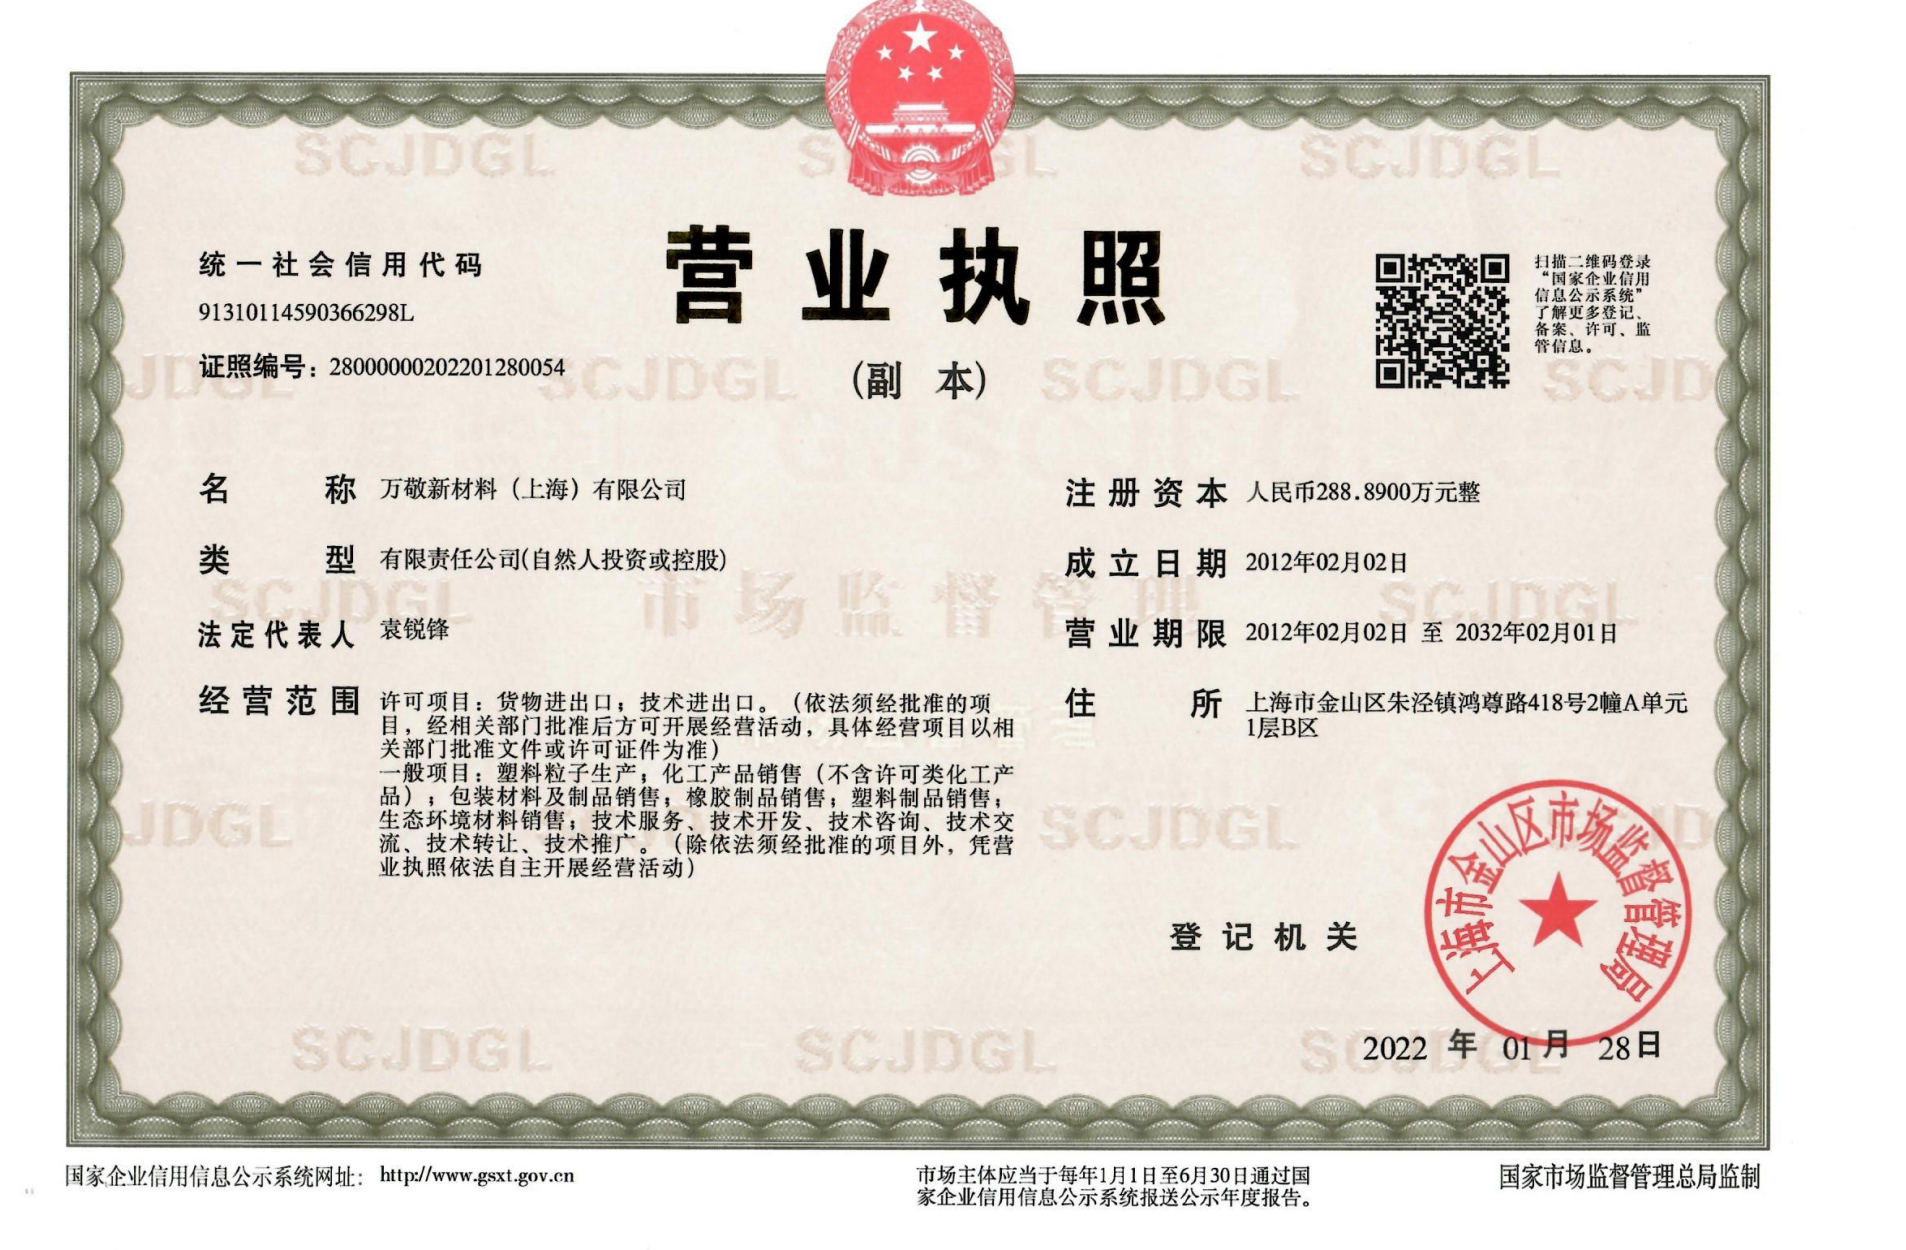 营业执照
(副 本)
统一社会信用代码
91310114590366298L
证照编号：28000000202201280054
扫描二维码登录
“国家企业信用
信息公示系统”
了解更多登记、
备案、许可、监
管信息。
名 称 万敬新材料（上海）有限公司
类 型 有限责任公司(自然人投资或控股)
法定代表人 袁锐锋
经营范围 许可项目：货物进出口；技术进出口。（依法须经批准的项
目，经相关部门批准后方可开展经营活动，具体经营项目以相
关部门批准文件或许可证件为准）
一般项目：塑料粒子生产；化工产品销售（不含许可类化工产
品）；包装材料及制品销售；橡胶制品销售；塑料制品销售；
生态环境材料销售；技术服务、技术开发、技术咨询、技术交
流、技术转让、技术推广。（除依法须经批准的项目外，凭营
业执照依法自主开展经营活动）
注册资本 人民币288.8900万元整
成立日期 2012年02月02日
营业期限 2012年02月02日 至 2032年02月01日
住 所 上海市金山区朱泾镇鸿尊路418号2幢A单元
1层B区
登记机关
上海市金山区市场监督管理局
2022 年 01 月 28 日
国家企业信用信息公示系统网址： http://www.gsxt.gov.cn
市场主体应当于每年1月1日至6月30日通过国
家企业信用信息公示系统报送公示年度报告。
国家市场监督管理总局监制
SCJDGL
市场监督管理